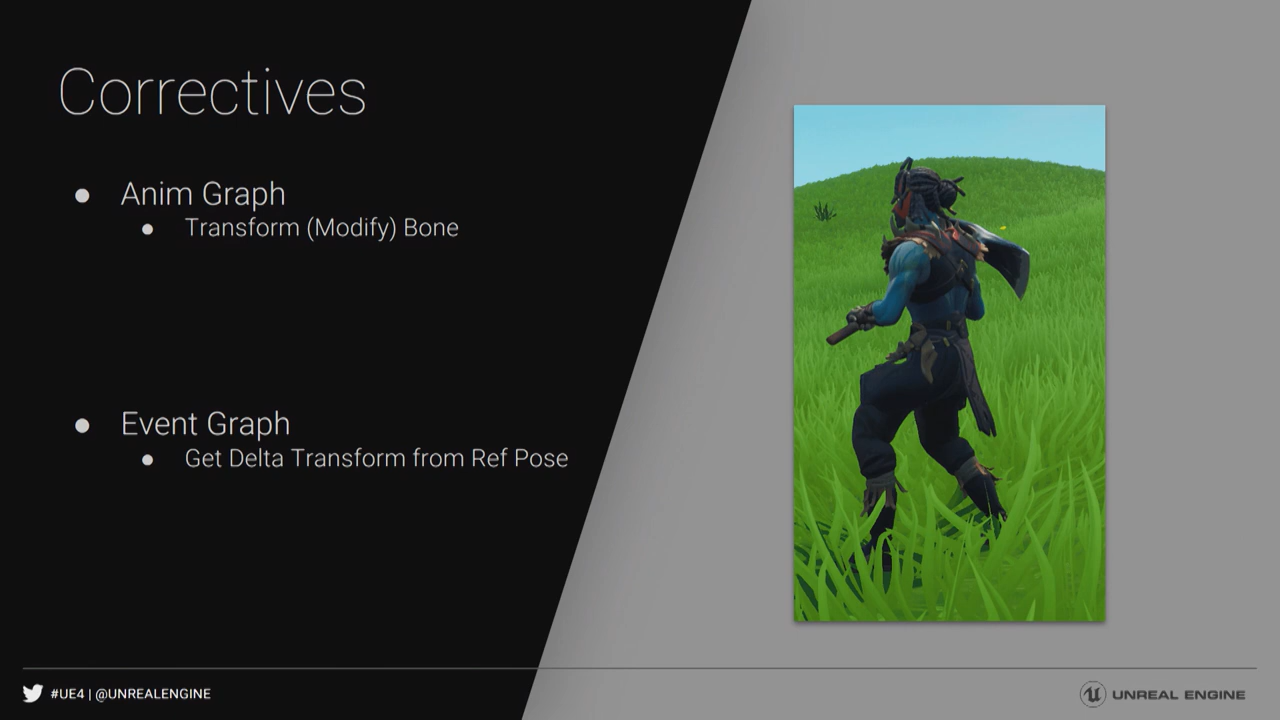 Correctives
● Anim Graph
● Transform (Modify) Bone
● Event Graph
● Get Delta Transform from Ref Pose
#UE4 | @UNREALENGINE
UNREAL ENGINE